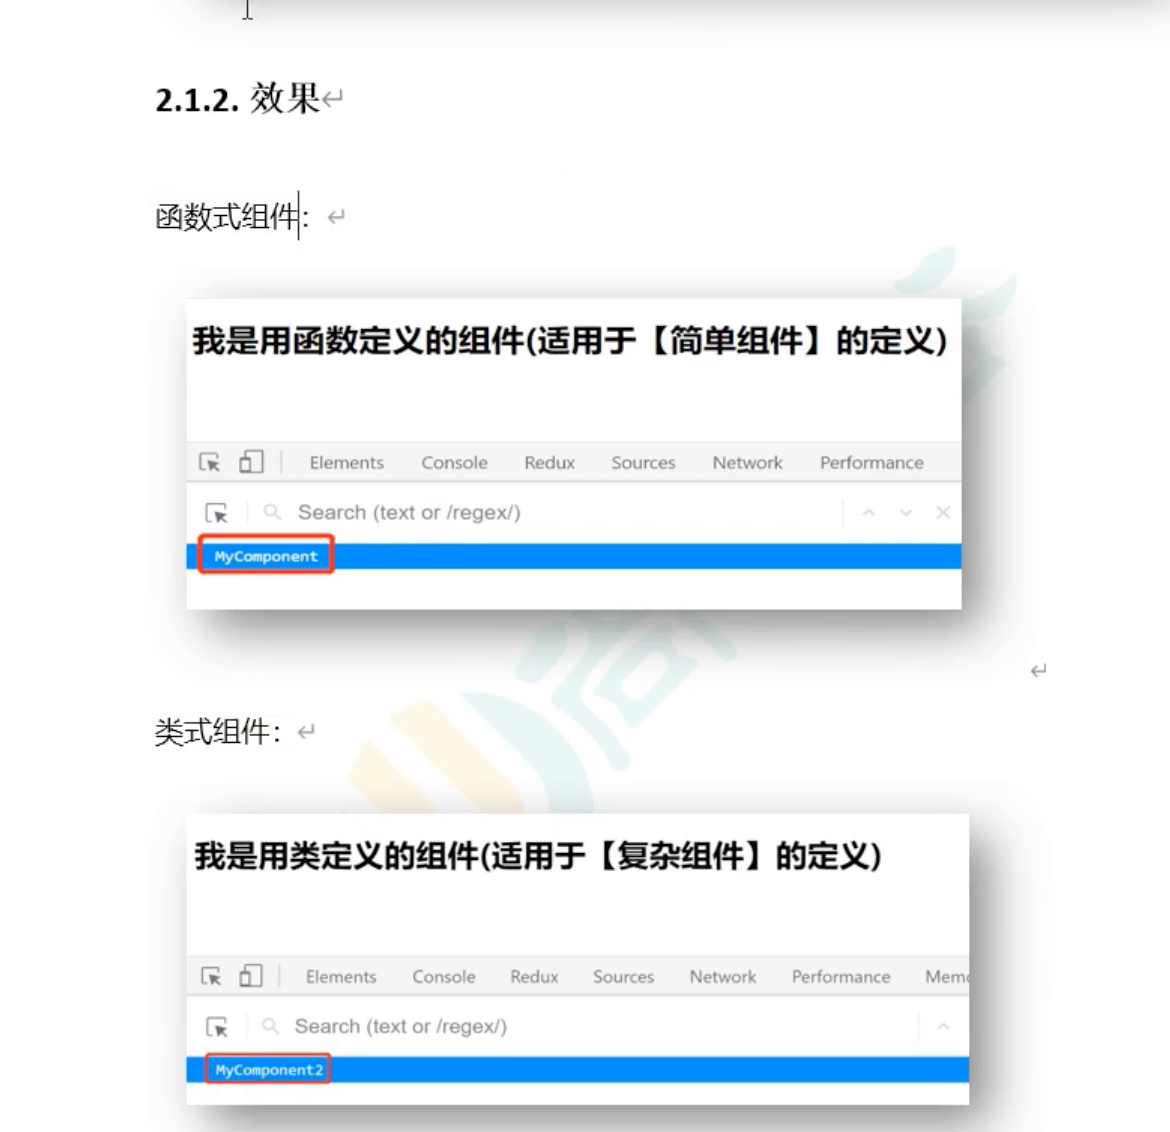 2.1.2. 效果
函数式组件：
我是用函数定义的组件(适用于【简单组件】的定义)
Elements Console Redux Sources Network Performance
Search (text or /regex/)
MyComponent
类式组件：
我是用类定义的组件(适用于【复杂组件】的定义)
Elements Console Redux Sources Network Performance
Search (text or /regex/)
MyComponent2